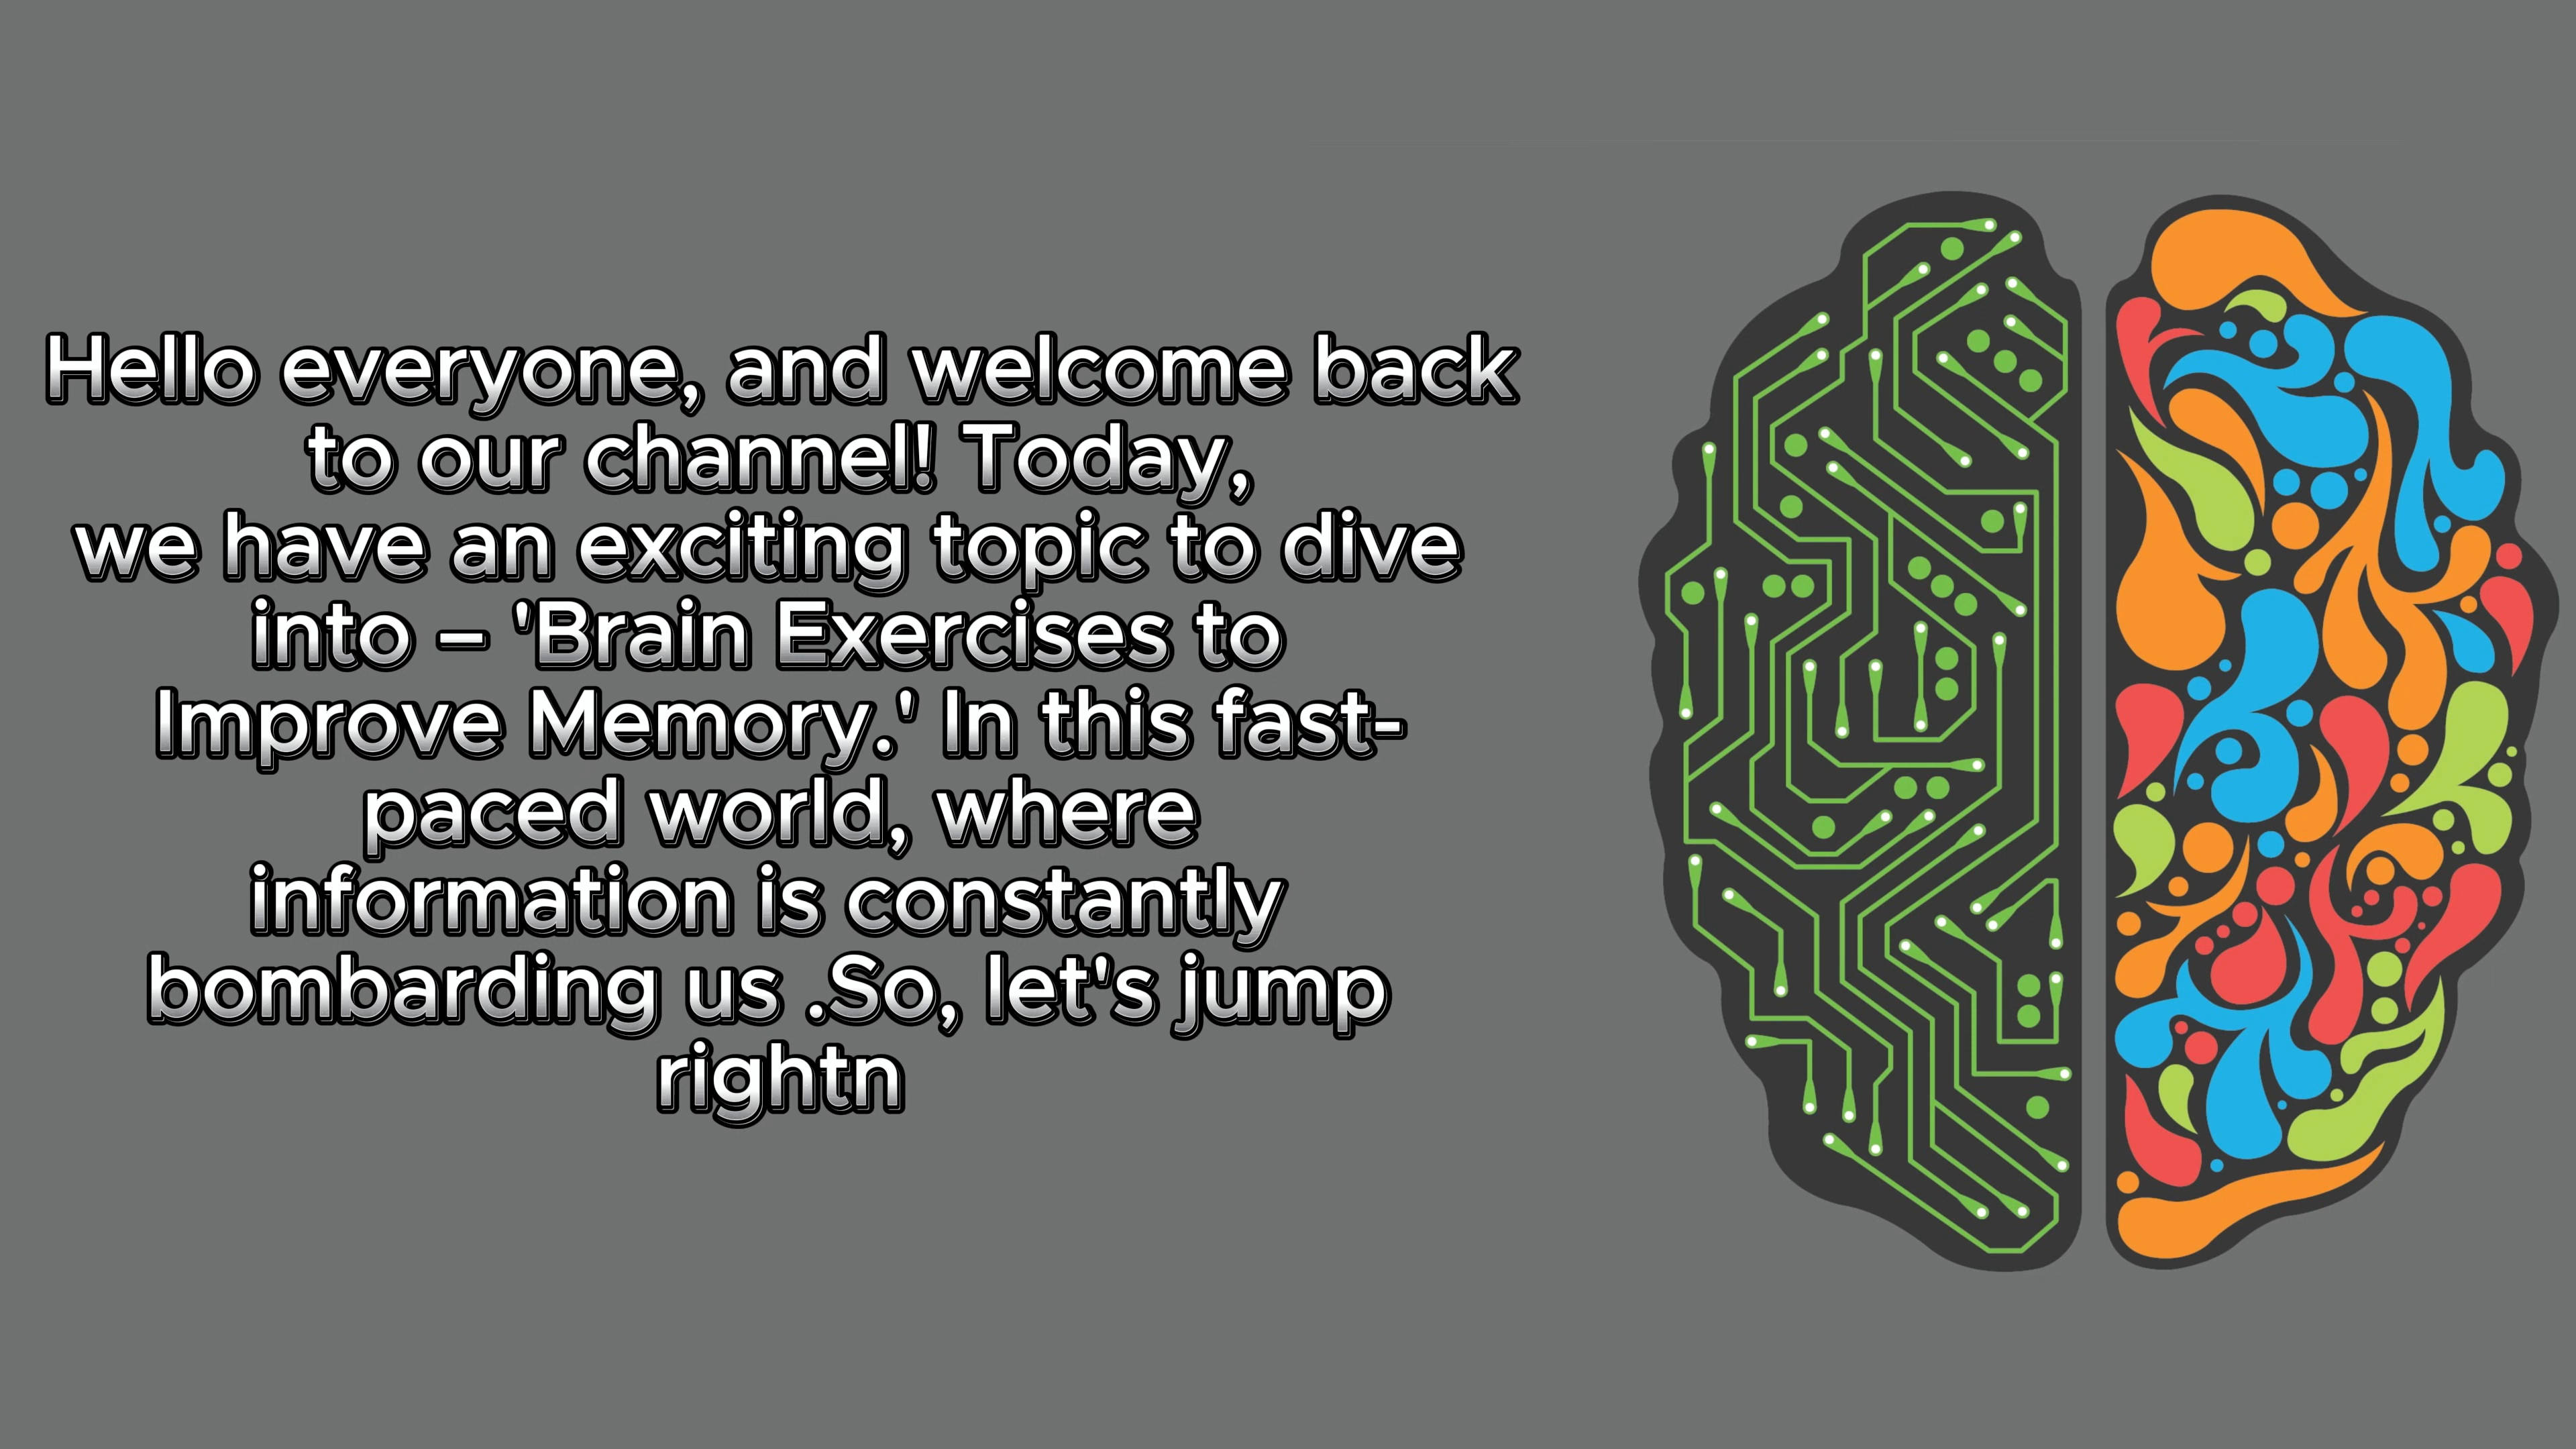 Hello everyone, and welcome back
to our channel! Today,
we have an exciting topic to dive
into – 'Brain Exercises to
Improve Memory.' In this fast-
paced world, where
information is constantly
bombarding us .So, let's jump
rightn